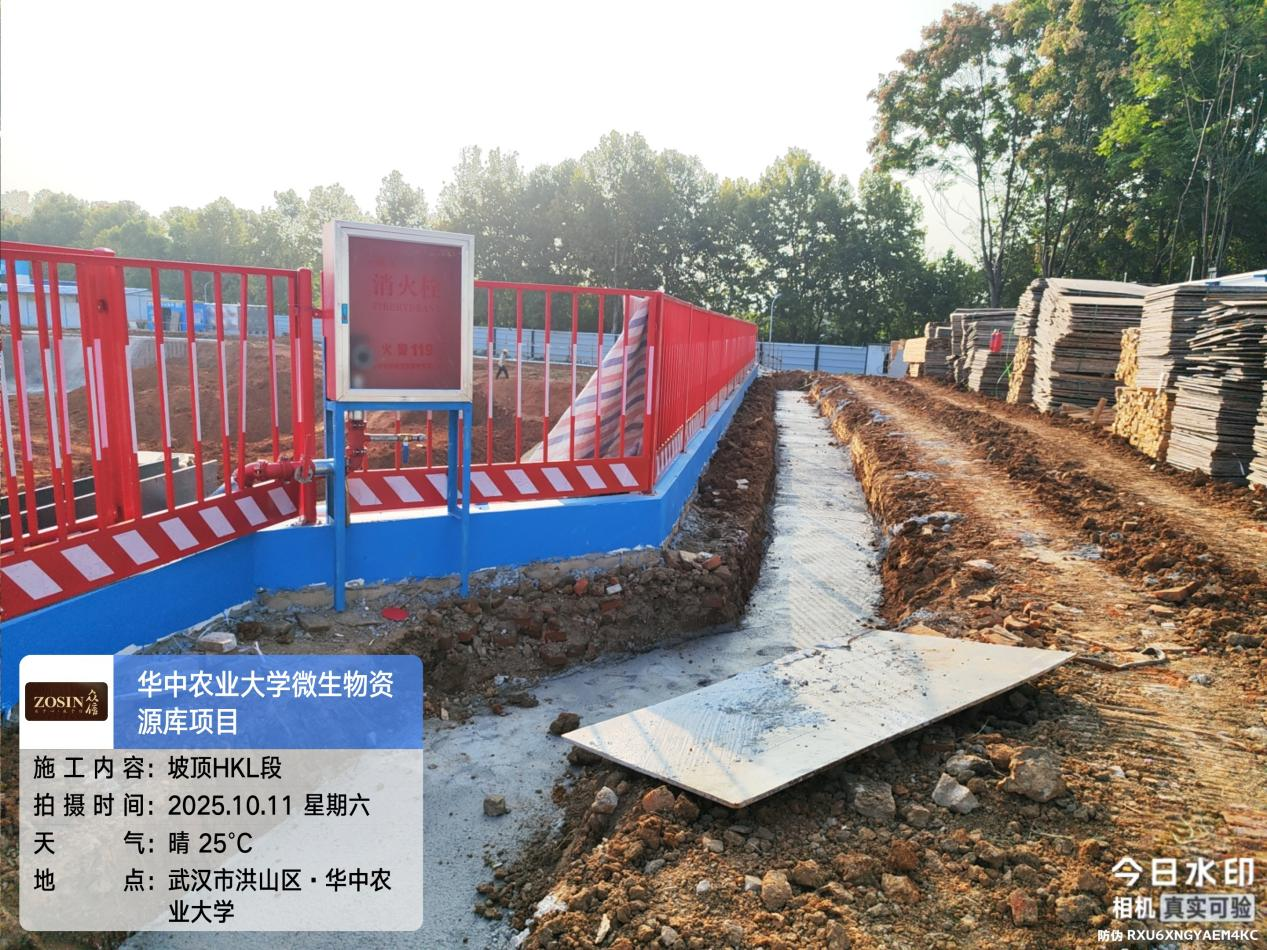 消火栓
火警119
ZOSIN 众信
华中农业大学微生物资
源库项目
施工内容：坡顶HKL段
拍摄时间：2025.10.11 星期六
天气：晴 25°C
地点：武汉市洪山区·华中农
业大学
今日水印
相机 真实可验
防伪 RXU6XNGYAEM4KC